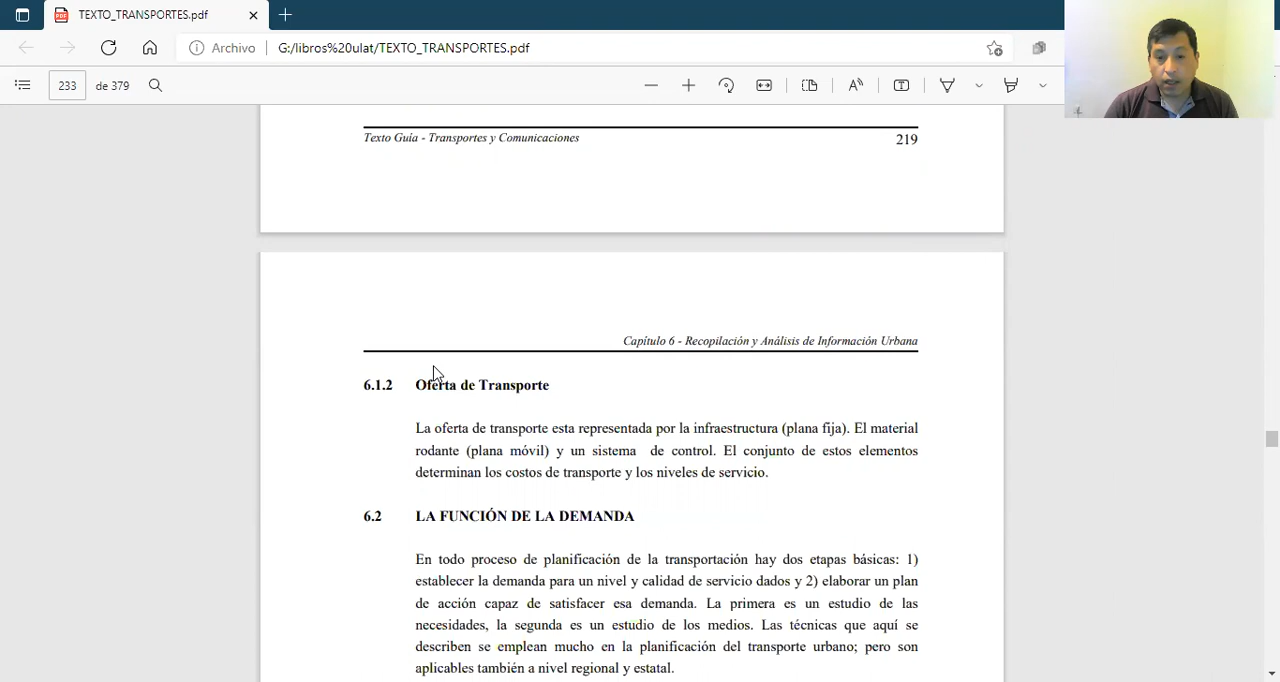 TEXTO_TRANSPORTES.pdf
Archivo G:/libros%20ulat/TEXTO_TRANSPORTES.pdf
233 de 379
Texto Guía - Transportes y Comunicaciones 219
Capítulo 6 - Recopilación y Análisis de Información Urbana
6.1.2 Oferta de Transporte
La oferta de transporte esta representada por la infraestructura (plana fija). El material
rodante (plana móvil) y un sistema de control. El conjunto de estos elementos
determinan los costos de transporte y los niveles de servicio.
6.2 LA FUNCIÓN DE LA DEMANDA
En todo proceso de planificación de la transportación hay dos etapas básicas: 1)
establecer la demanda para un nivel y calidad de servicio dados y 2) elaborar un plan
de acción capaz de satisfacer esa demanda. La primera es un estudio de las
necesidades, la segunda es un estudio de los medios. Las técnicas que aquí se
describen se emplean mucho en la planificación del transporte urbano; pero son
aplicables también a nivel regional y estatal.